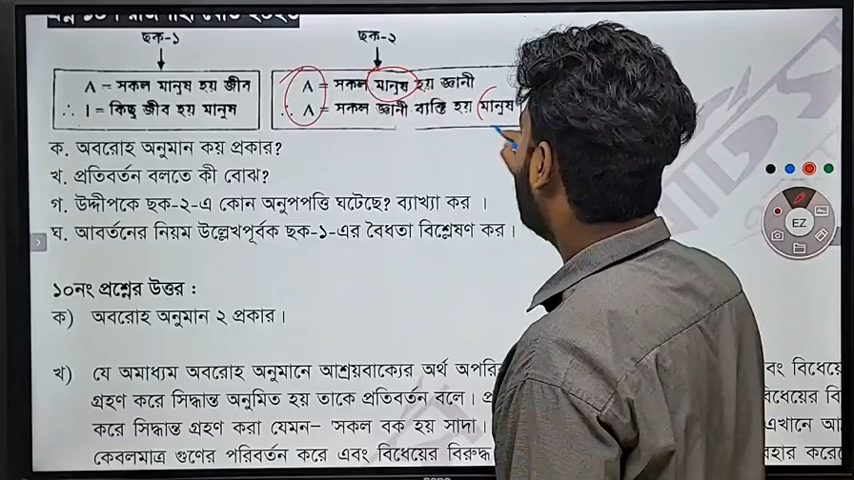 ছক-১ ছক-২
A = সকল মানুষ হয় জীব A = সকল মানুষ হয় জ্ঞানী
∴ I = কিছু জীব হয় মানুষ ∴ A = সকল জ্ঞানী ব্যক্তি হয় মানুষ
ক. অবরোহ অনুমান কয় প্রকার?
খ. প্রতিবর্তন বলতে কী বোঝ?
গ. উদ্দীপকে ছক-২-এ কোন অনুপপত্তি ঘটেছে? ব্যাখ্যা কর ।
ঘ. আবর্তনের নিয়ম উল্লেখপূর্বক ছক-১-এর বৈধতা বিশ্লেষণ কর।
EZ
১০নং প্রশ্নের উত্তর :
ক) অবরোহ অনুমান ২ প্রকার।
খ) যে অমাধ্যম অবরোহ অনুমানে আশ্রয়বাক্যের অর্থ এবং বিধেয়ে
গ্রহণ করে সিদ্ধান্ত অনুমিত হয় তাকে প্রতিবর্তন বলে। বিধেয়ের
করে সিদ্ধান্ত গ্রহণ করা যেমন– 'সকল বক হয় সাদা। এখানে
কেবলমাত্র গুণের পরিবর্তন করে এবং বিধেয়ের বিরুদ্ধ